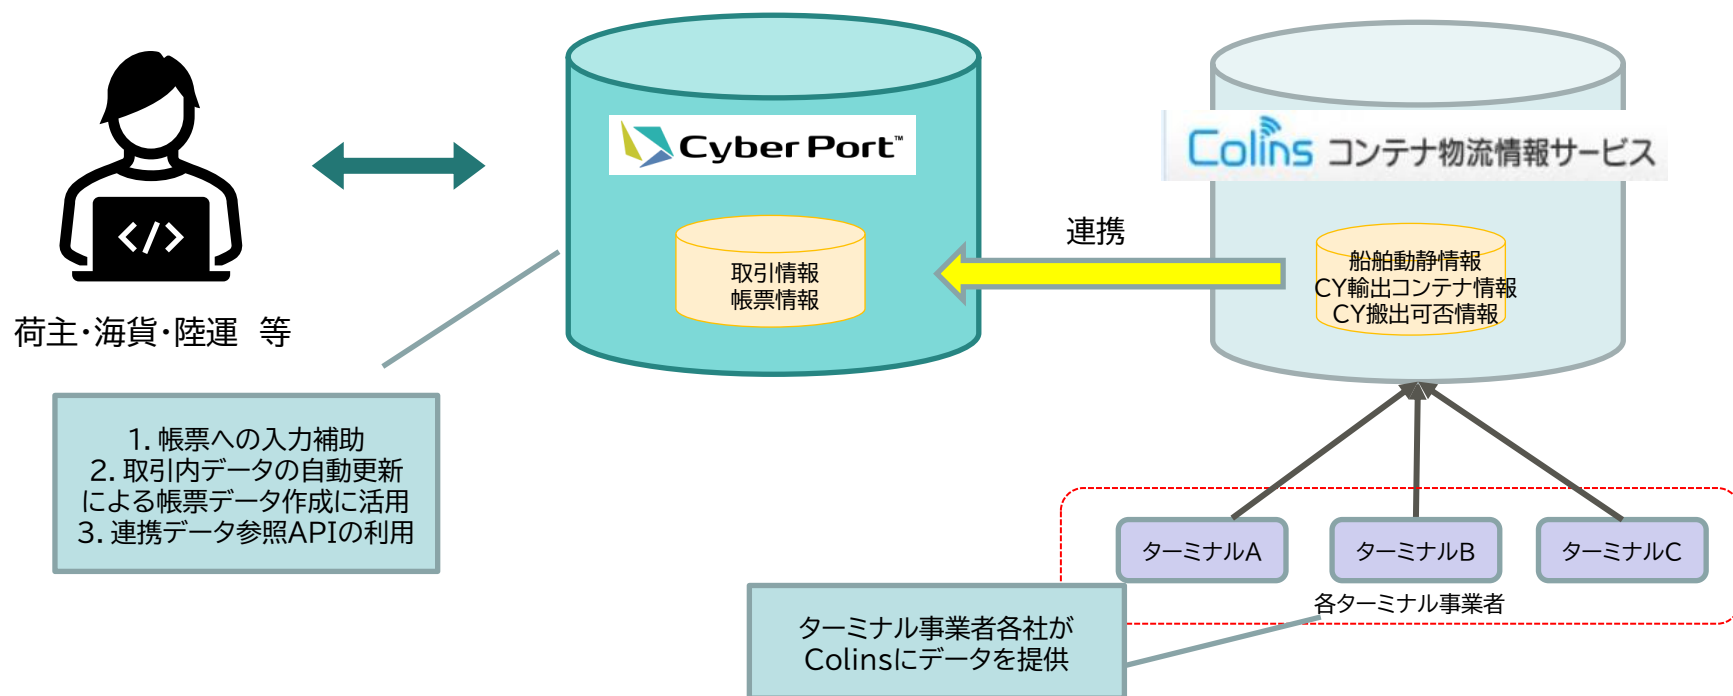 Cyber Port™
Colins コンテナ物流情報サービス
</>
連携
取引情報
帳票情報
船舶動静情報
CY輸出コンテナ情報
CY搬出可否情報
荷主・海貨・陸運 等
1. 帳票への入力補助
2. 取引内データの自動更新
による帳票データ作成に活用
3. 連携データ参照APIの利用
ターミナルA
ターミナルB
ターミナルC
各ターミナル事業者
ターミナル事業者各社が
Colinsにデータを提供